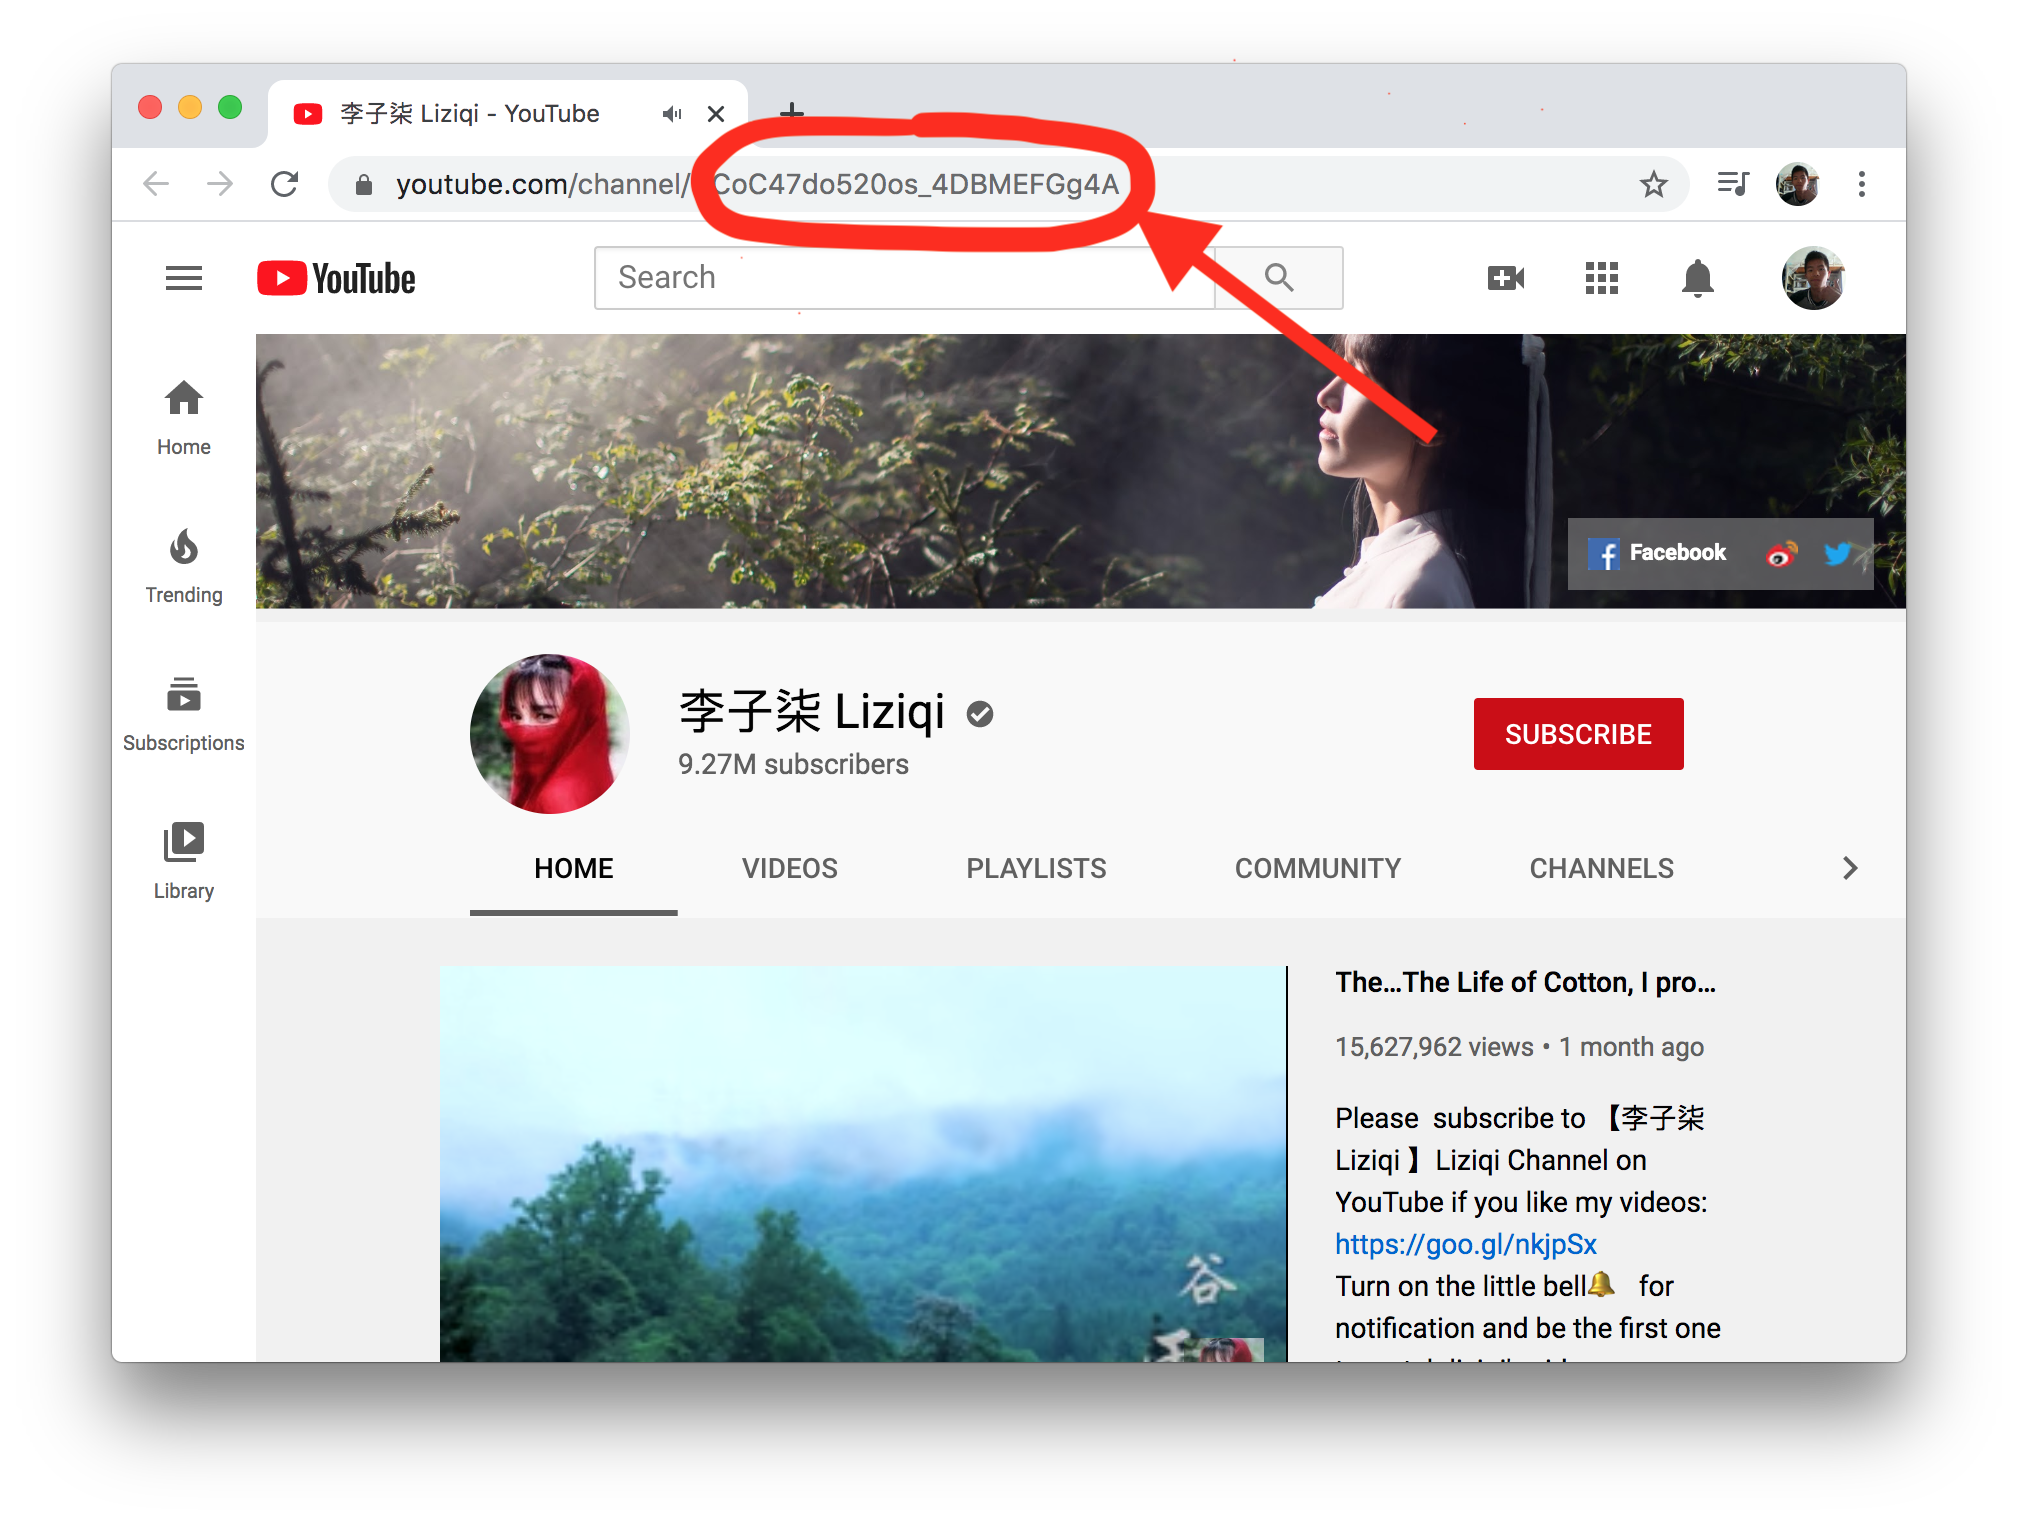 李子柒 Liziqi - YouTube
youtube.com/channel/ CoC47do520os_4DBMEFGg4A
YouTube
Search
Home
Trending
Subscriptions
Library
Facebook
李子柒 Liziqi
9.27M subscribers
SUBSCRIBE
HOME
VIDEOS
PLAYLISTS
COMMUNITY
CHANNELS
The...The Life of Cotton, I pro...
15,627,962 views • 1 month ago
Please subscribe to 【李子柒
Liziqi 】Liziqi Channel on
YouTube if you like my videos:
https://goo.gl/nkjpSx
Turn on the little bell🔔 for
notification and be the first one
谷